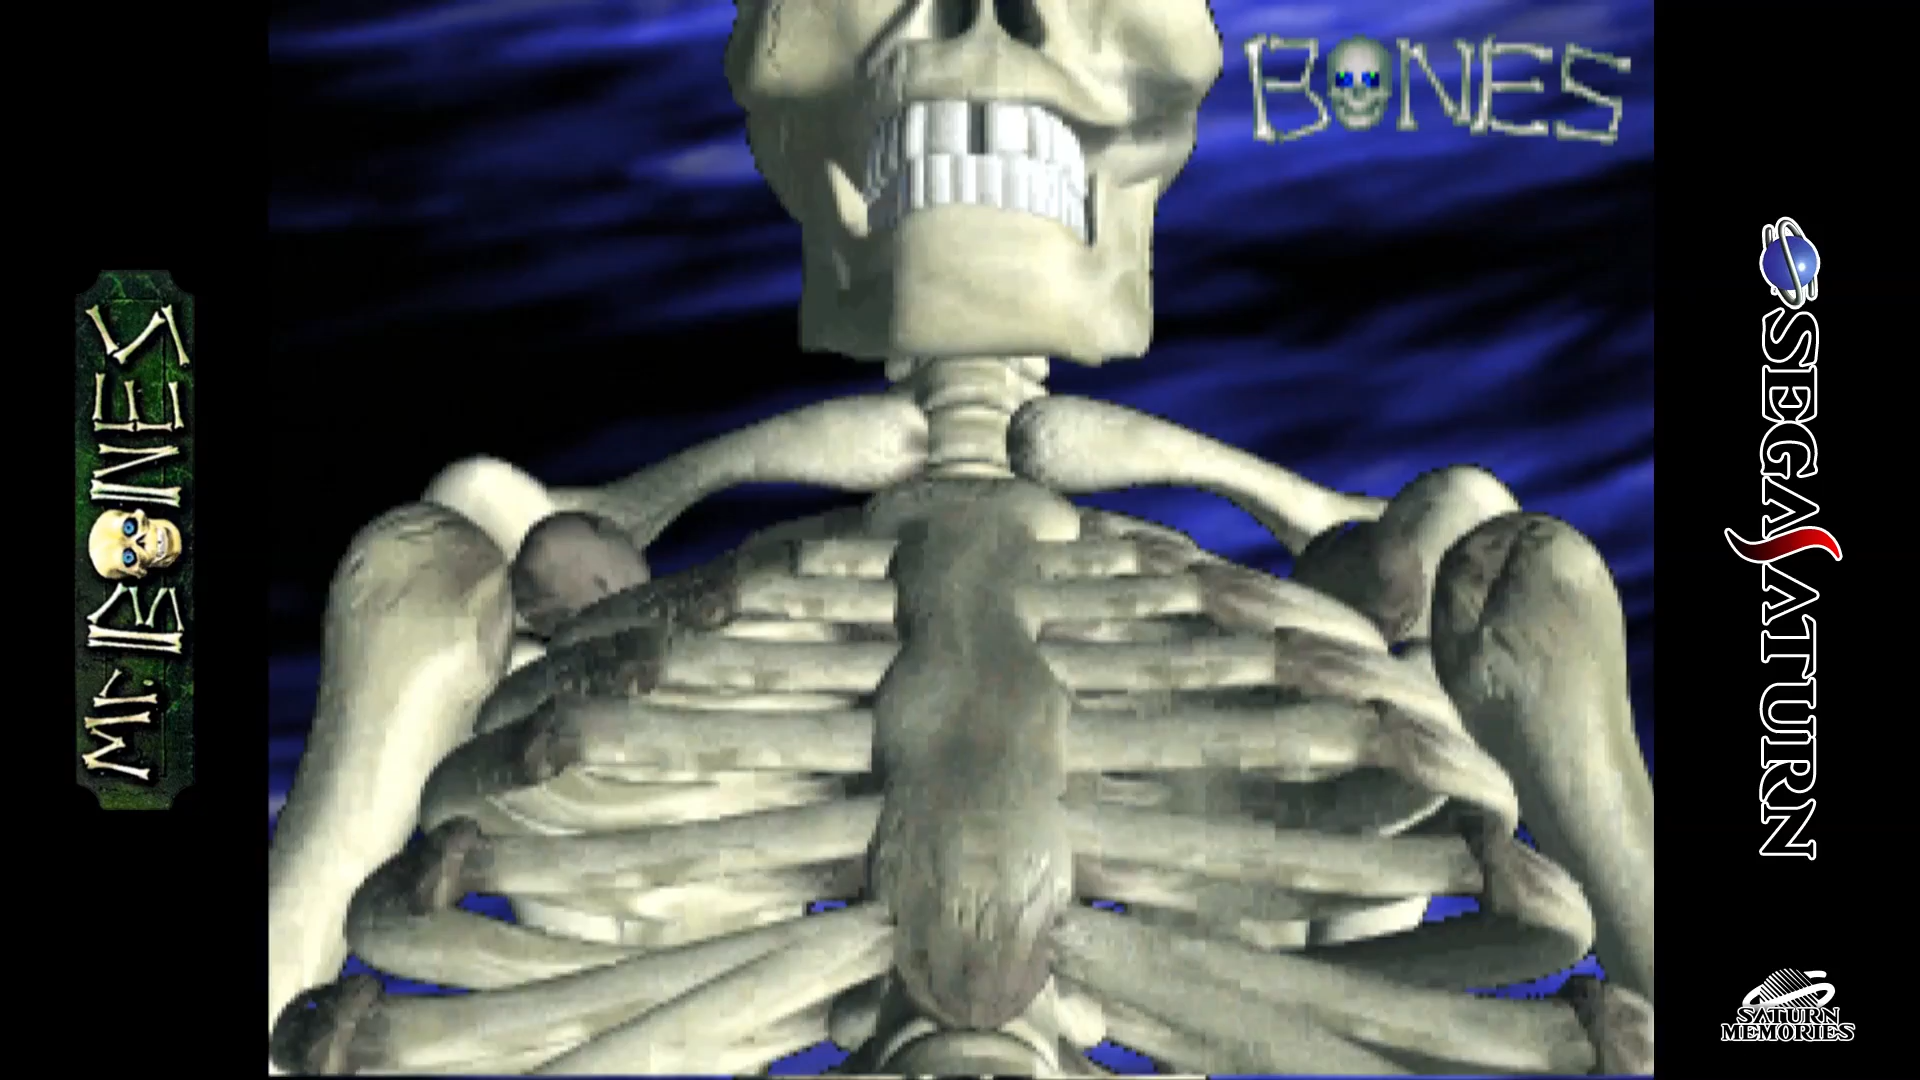 Mr. BONES
BONES
SEGA SATURN
SATURN
MEMORIES